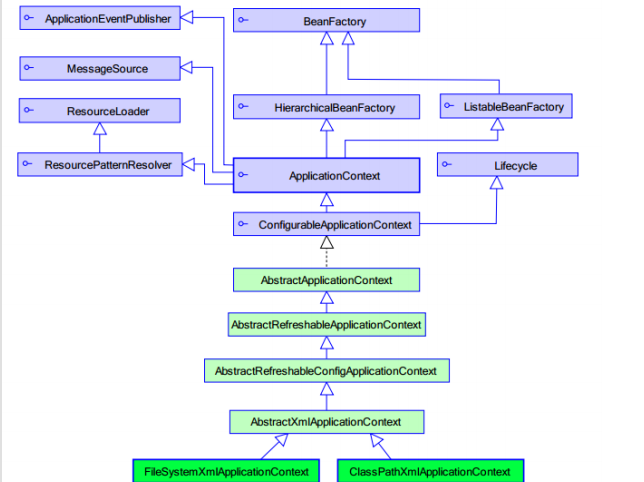 ApplicationEventPublisher
BeanFactory
MessageSource
ResourceLoader
HierarchicalBeanFactory
ListableBeanFactory
ResourcePatternResolver
ApplicationContext
Lifecycle
ConfigurableApplicationContext
AbstractApplicationContext
AbstractRefreshableApplicationContext
AbstractRefreshableConfigApplicationContext
AbstractXmlApplicationContext
FileSystemXmlApplicationContext
ClassPathXmlApplicationContext